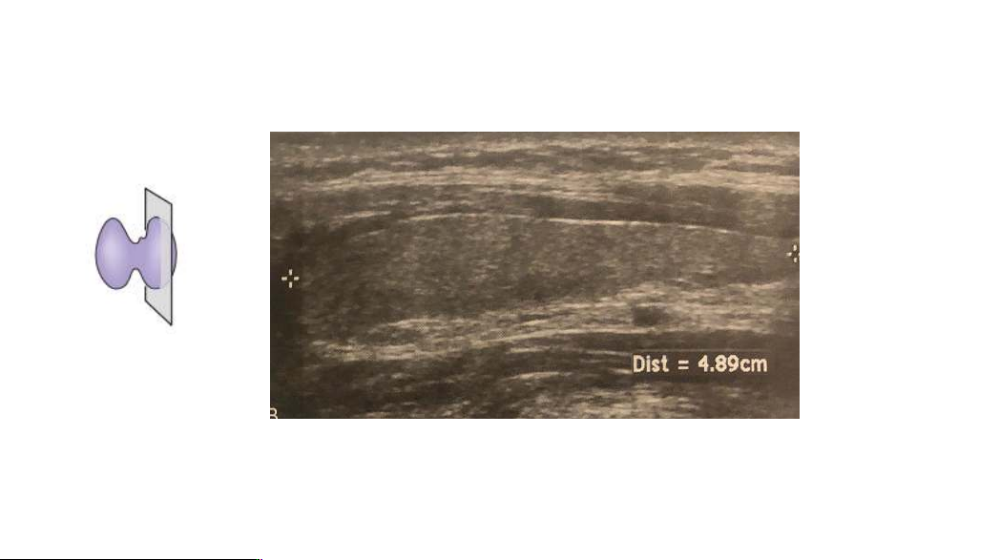 Dist = 4.89cm